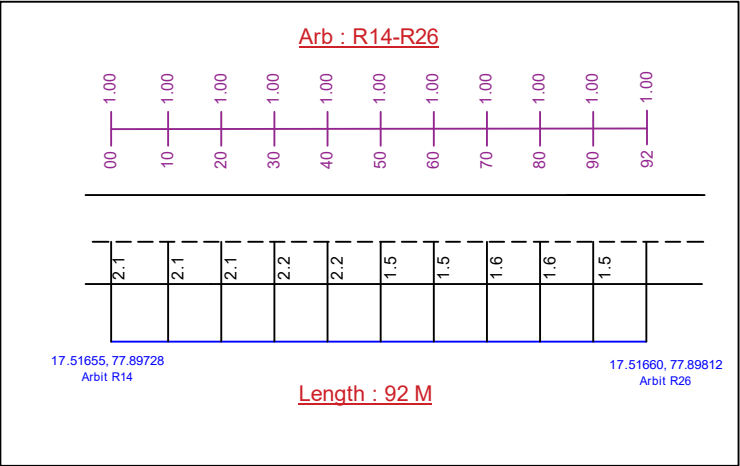 Arb : R14-R26
1.00 1.00 1.00 1.00 1.00 1.00 1.00 1.00 1.00 1.00 1.00
00 10 20 30 40 50 60 70 80 90 92
2.1 2.1 2.1 2.2 2.2 1.5 1.5 1.6 1.6 1.5
17.51655, 77.89728
Arbit R14
17.51660, 77.89812
Arbit R26
Length : 92 M